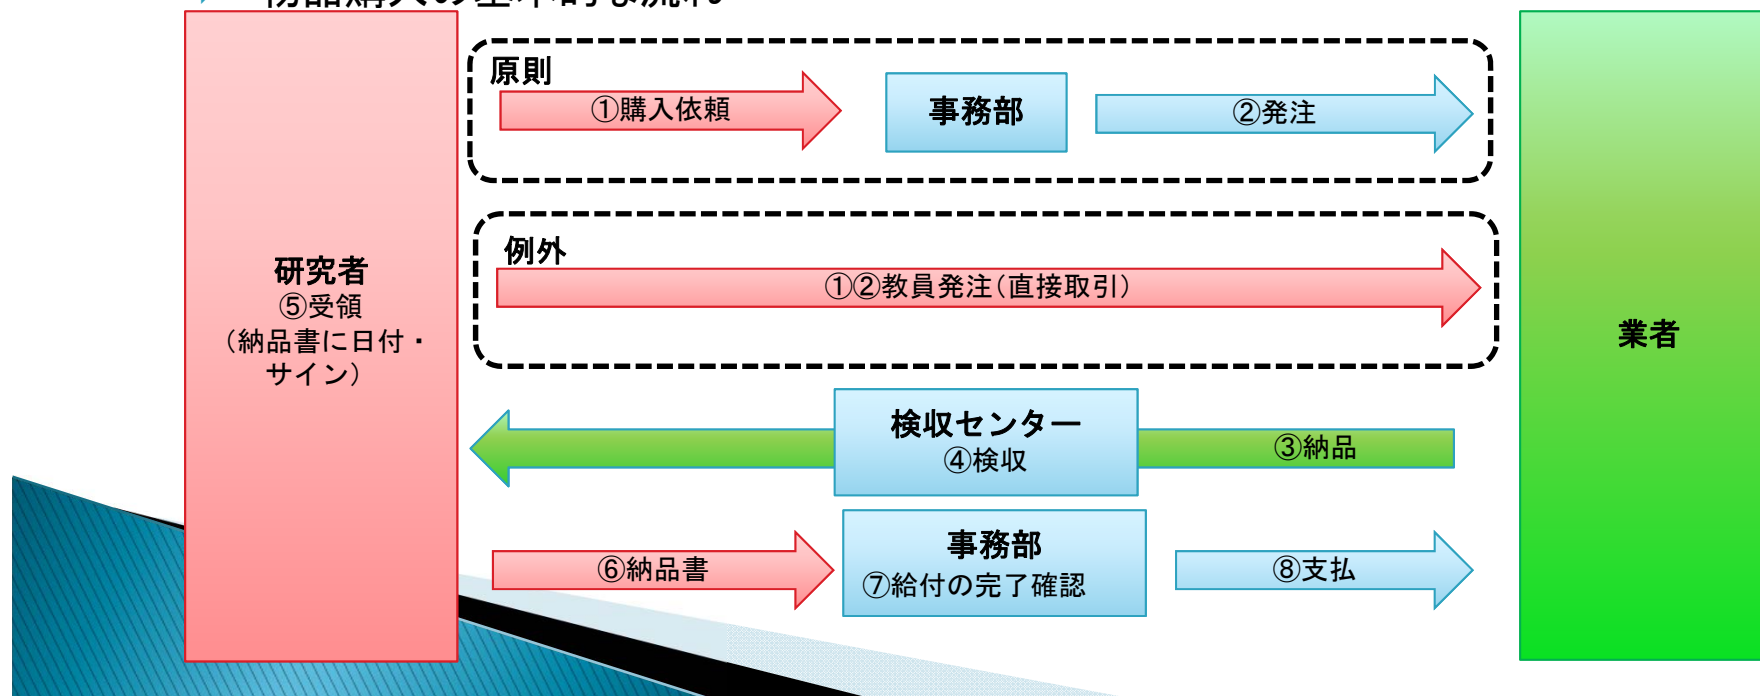 原則
①購入依頼
事務部
②発注
例外
①②教員発注(直接取引)
研究者
⑤受領
(納品書に日付・
サイン)
業者
検収センター
④検収
③納品
⑥納品書
事務部
⑦給付の完了確認
⑧支払